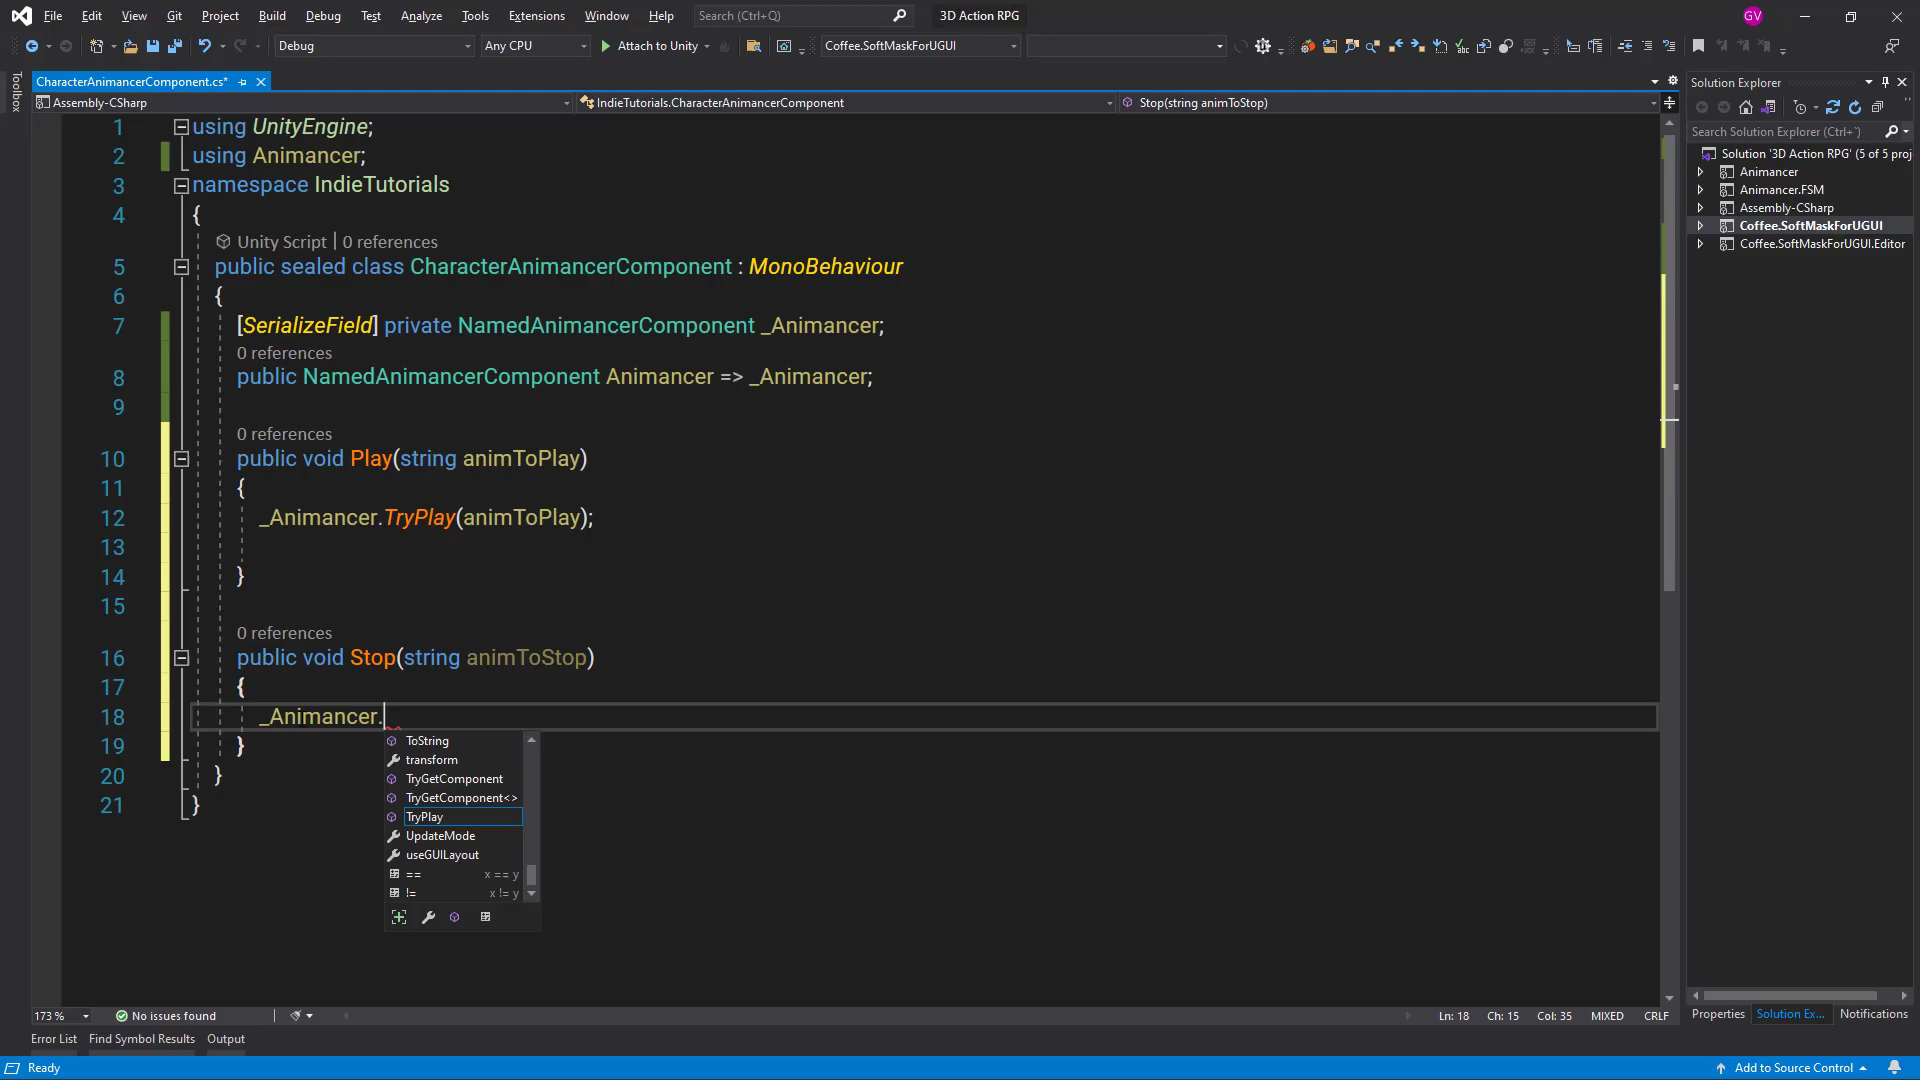 File Edit View Git Project Build Debug Test Analyze Tools Extensions Window Help Search (Ctrl+Q) 3D Action RPG GV
Debug Any CPU Attach to Unity Coffee.SoftMaskForUGUI
Toolbox
CharacterAnimancerComponent.cs*
Assembly-CSharp IndieTutorials.CharacterAnimancerComponent Stop(string animToStop)
1 using UnityEngine;
2 using Animancer;
3 namespace IndieTutorials
4 {
Unity Script | 0 references
5 public sealed class CharacterAnimancerComponent : MonoBehaviour
6 {
7 [SerializeField] private NamedAnimancerComponent _Animancer;
0 references
8 public NamedAnimancerComponent Animancer => _Animancer;
9
0 references
10 public void Play(string animToPlay)
11 {
12 _Animancer.TryPlay(animToPlay);
13
14 }
15
0 references
16 public void Stop(string animToStop)
17 {
18 _Animancer.
19 }
20 }
21 }
ToString
transform
TryGetComponent
TryGetComponent<>
TryPlay
UpdateMode
useGUILayout
== x == y
!= x != y
Solution Explorer
Search Solution Explorer (Ctrl+¨)
Solution '3D Action RPG' (5 of 5 proj
Animancer
Animancer.FSM
Assembly-CSharp
Coffee.SoftMaskForUGUI
Coffee.SoftMaskForUGUI.Editor
Properties Solution Ex... Notifications
173 % No issues found Ln: 18 Ch: 15 Col: 35 MIXED CRLF
Error List Find Symbol Results Output
Ready Add to Source Control